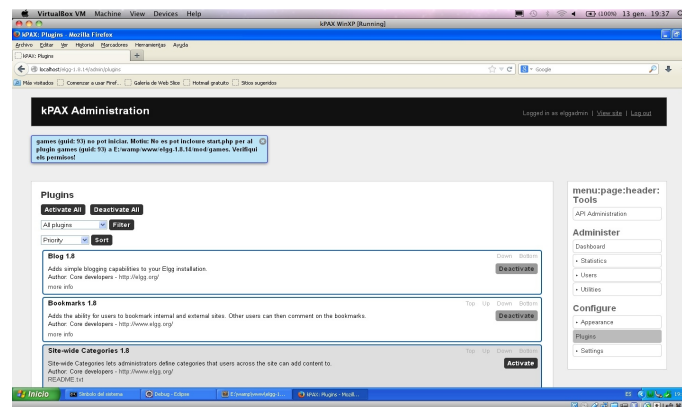 VirtualBox VM Machine View Devices Help
(100%) 13 gen. 19:37
kPAX WinXP [Running]
kPAX: Plugins - Mozilla Firefox
Archivo Editar Ver Historial Marcadores Herramientas Ayuda
kPAX: Plugins
localhost/elgg-1.8.14/admin/plugins
Google
Más visitados Comenzar a usar Firef... Galería de Web Slice Hotmail gratuito Sitios sugeridos
kPAX Administration
Logged in as elggadmin | View site | Log out
games (guid: 93) no pot Iniciar. Motiu: No es pot incloure start.php per al
plugin games (guid: 93) a E:/wamp/www/elgg-1.8.14/mod/games. Verifiqui
els permisos!
Plugins
Activate All Deactivate All
All plugins Filter
Priority Sort
Blog 1.8
Down Bottom
Adds simple blogging capabilities to your Elgg installation.
Deactivate
Author: Core developers - http://elgg.org/
more info
Bookmarks 1.8
Top Up Down Bottom
Adds the ability for users to bookmark internal and external sites. Other users can then comment on the bookmarks.
Deactivate
Author: Core developers - http://www.elgg.org/
more info
Site-wide Categories 1.8
Top Up Down Bottom
Site-wide Categories lets administrators define categories that users across the site can add content to.
Activate
Author: Core developers - http://www.elgg.org/
README.txt
menu:page:header:
Tools
API Administration
Administer
Dashboard
• Statistics
• Users
• Utilities
Configure
• Appearance
Plugins
• Settings
Inicio Símbolo del sistema Debug - Eclipse E:\wamp\www\elgg-1... kPAX: Plugins - Mozill... ES 19